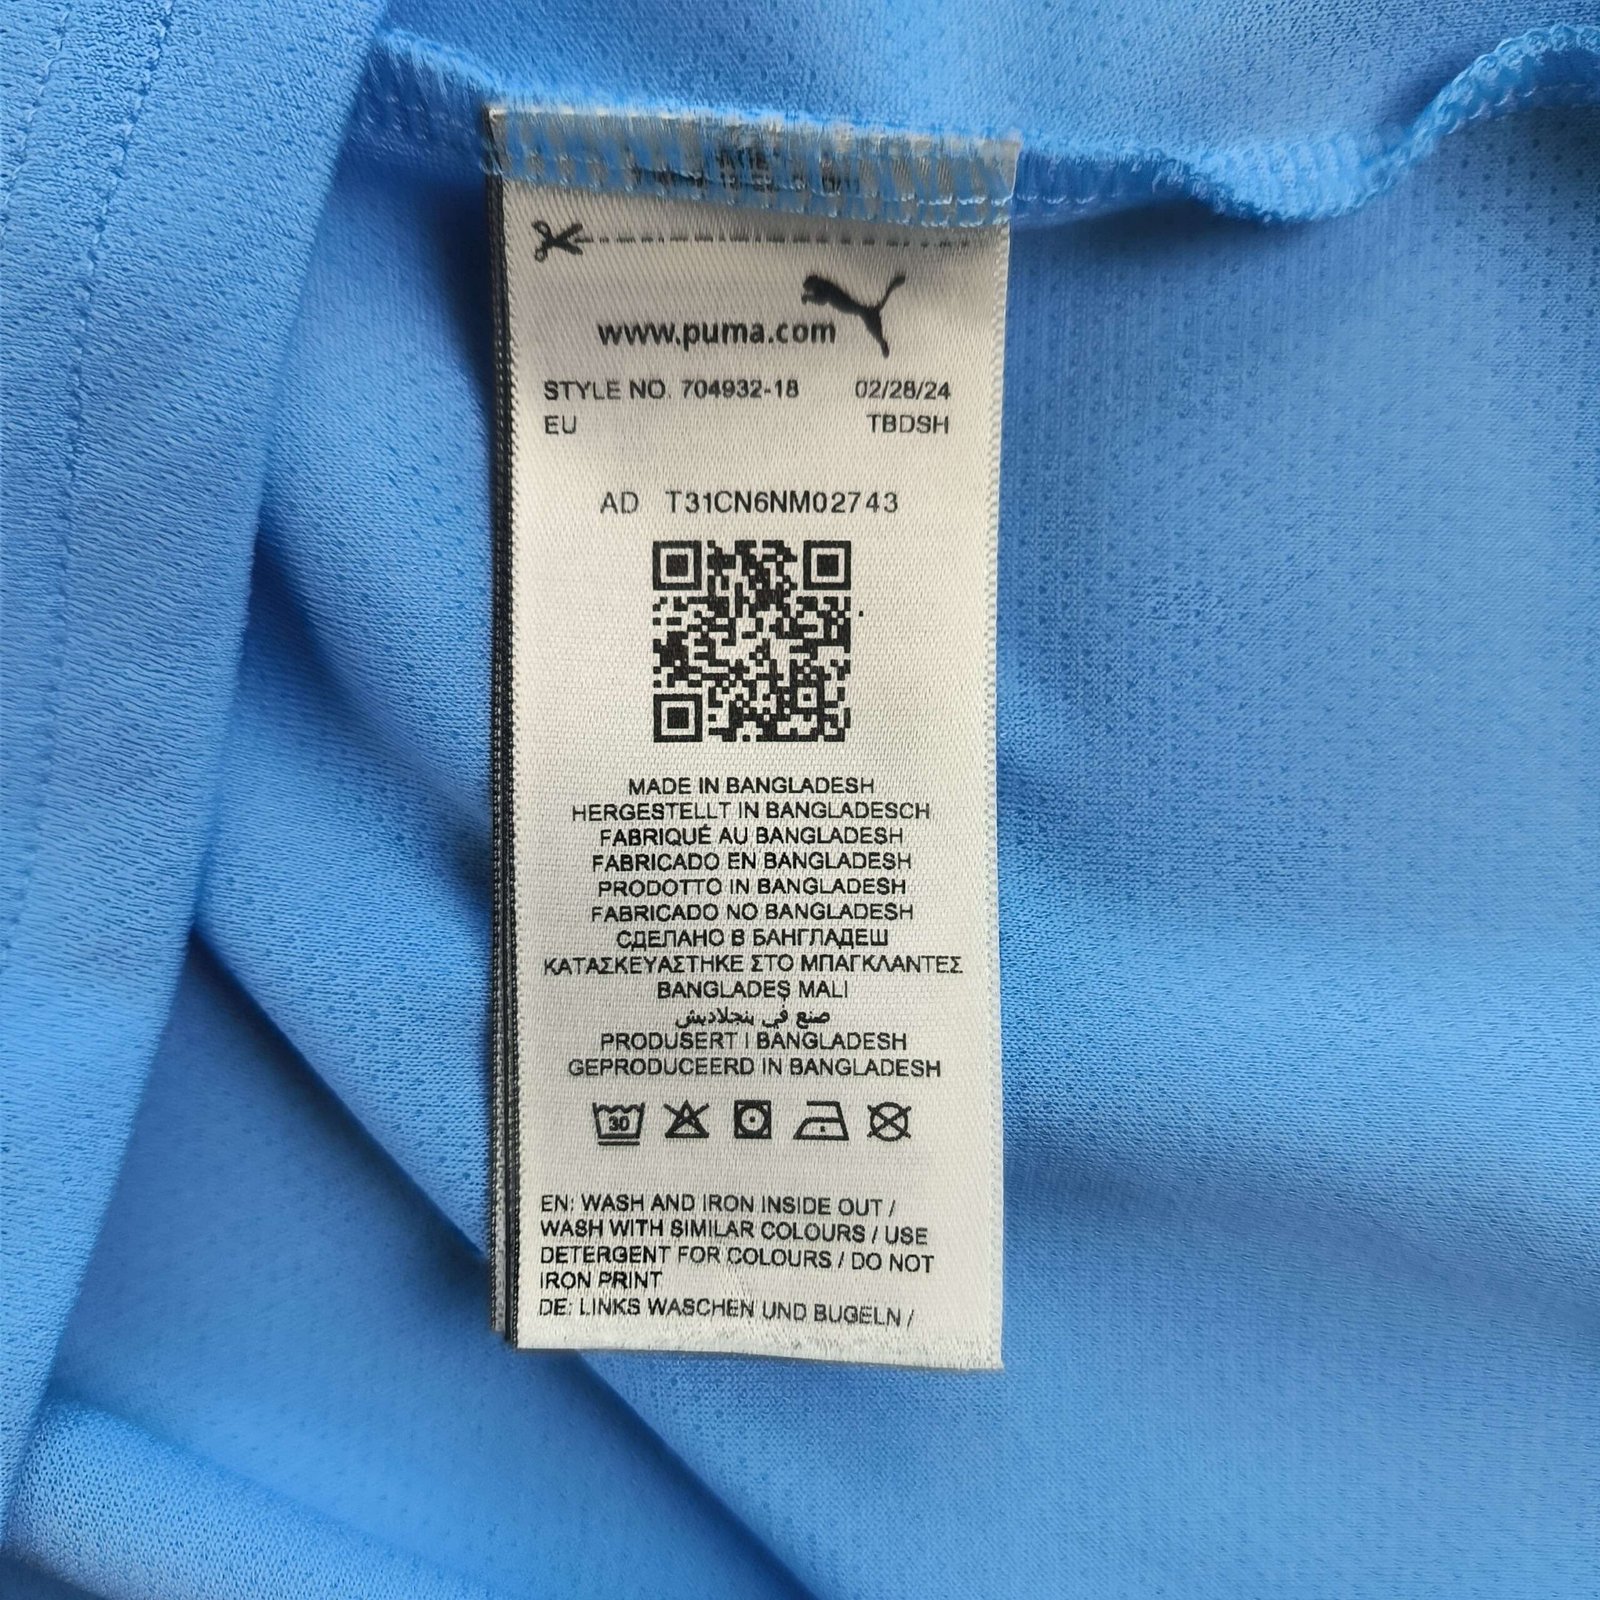 www.puma.com
STYLE NO. 704932-18 02/28/24
EU TBDSH
AD T31CN6NM02743
MADE IN BANGLADESH
HERGESTELLT IN BANGLADESCH
FABRIQUÉ AU BANGLADESH
FABRICADO EN BANGLADESH
PRODOTTO IN BANGLADESH
FABRICADO NO BANGLADESH
СДЕЛАНО В БАНГЛАДЕШ
ΚΑΤΑΣΚΕΥΑΣΤΗΚΕ ΣΤΟ ΜΠΑΓΚΛΑΝΤΕΣ
BANGLADEŞ MALI
صنع في بنجلاديش
PRODUSERT I BANGLADESH
GEPRODUCEERD IN BANGLADESH
30
EN: WASH AND IRON INSIDE OUT /
WASH WITH SIMILAR COLOURS / USE
DETERGENT FOR COLOURS / DO NOT
IRON PRINT
DE: LINKS WASCHEN UND BUGELN /